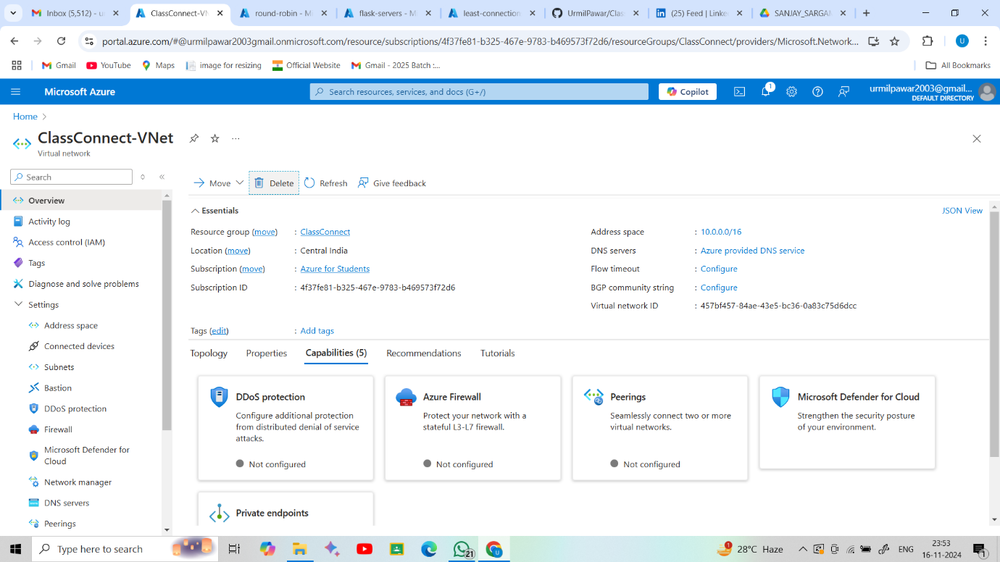 Inbox (5,512) - ur
ClassConnect-VN
round-robin - Mi
flask-servers - Mi
least-connection
UrmilPawar/Clas
(25) Feed | Linke
SANJAY_SARGAM
portal.azure.com/#@urmilpawar2003gmail.onmicrosoft.com/resource/subscriptions/4f37fe81-b325-467e-9783-b469573f72d6/resourceGroups/ClassConnect/providers/Microsoft.Network...
U
Gmail
YouTube
Maps
image for resizing
Official Website
Gmail - 2025 Batch :...
All Bookmarks
Microsoft Azure
Search resources, services, and docs (G+/)
Copilot
1
urmilpawar2003@gmail...
DEFAULT DIRECTORY
Home
ClassConnect-VNet
Virtual network
Search
Move
Delete
Refresh
Give feedback
Overview
Activity log
Access control (IAM)
Tags
Diagnose and solve problems
Settings
Address space
Connected devices
Subnets
Bastion
DDoS protection
Firewall
Microsoft Defender for
Cloud
Network manager
DNS servers
Peerings
Essentials
JSON View
Resource group (move) : ClassConnect
Location (move) : Central India
Subscription (move) : Azure for Students
Subscription ID : 4f37fe81-b325-467e-9783-b469573f72d6
Address space : 10.0.0.0/16
DNS servers : Azure provided DNS service
Flow timeout : Configure
BGP community string : Configure
Virtual network ID : 457bf457-84ae-43e5-bc36-0a83c75d6dcc
Tags (edit) : Add tags
Topology Properties Capabilities (5) Recommendations Tutorials
DDoS protection
Configure additional protection
from distributed denial of service
attacks.
Not configured
Azure Firewall
Protect your network with a
stateful L3-L7 firewall.
Not configured
Peerings
Seamlessly connect two or more
virtual networks.
Not configured
Microsoft Defender for Cloud
Strengthen the security posture
of your environment.
Private endpoints
Type here to search
21
U
1
28°C Haze
ENG
23:53
16-11-2024
1